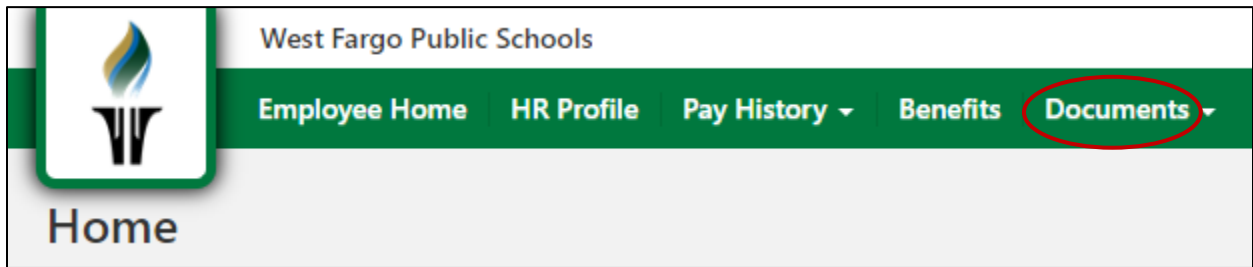 West Fargo Public Schools
Employee Home HR Profile Pay History Benefits Documents
Home